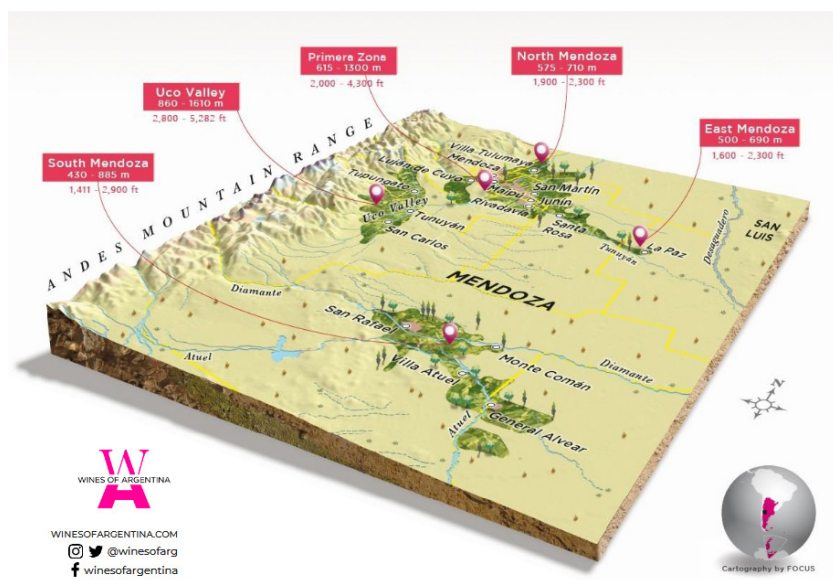 Primera Zona
615 - 1300 m
2,000 - 4,300 ft
North Mendoza
575 - 710 m
1,900 - 2,300 ft
Uco Valley
860 - 1610 m
2,800 - 5,282 ft
East Mendoza
500 - 690 m
1,600 - 2,300 ft
South Mendoza
430 - 885 m
1,411 - 2,900 ft
ANDES MOUNTAIN RANGE
Villa Tulumaya
Mendoza
Luján de Cuyo
Maipú
San Martín
Junín
Rivadavia
Tupungato
Uco Valley
Tunuyán
San Carlos
Santa
Rosa
La Paz
Tunuyán
Desaguadero
SAN
LUIS
MENDOZA
Diamante
San Rafael
Atuel
Villa Atuel
Monte Comán
Diamante
Atuel
General Alvear
N
W
A
WINES OF ARGENTINA
WINESOFARGENTINA.COM
@winesofarg
winesofargentina
Cartography by FOCUS